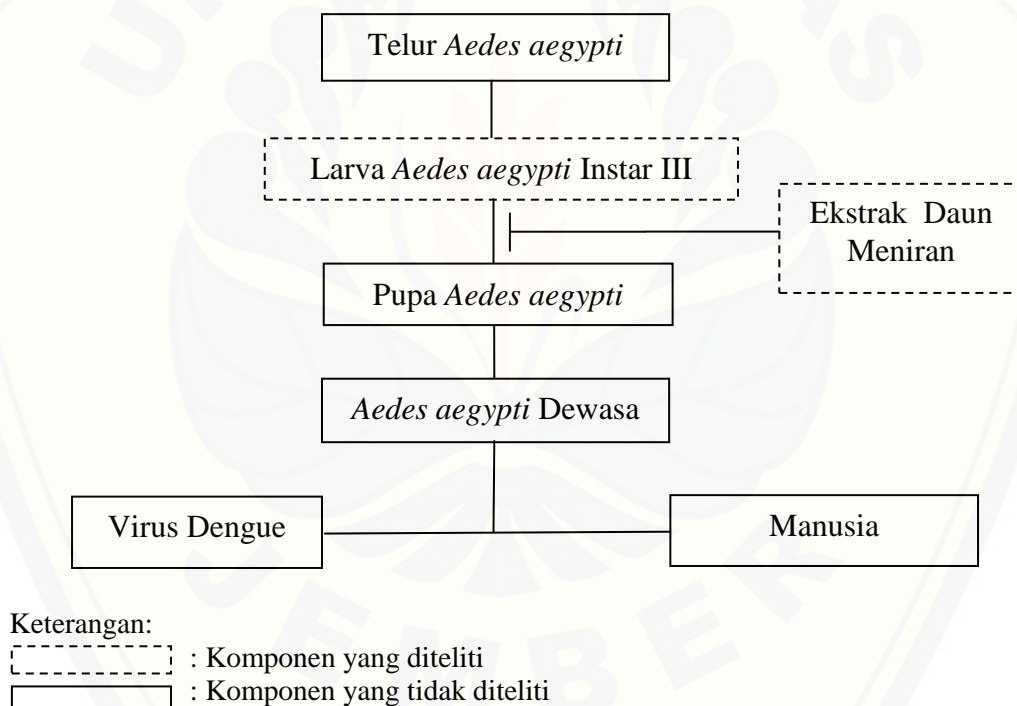 Telur Aedes aegypti
Larva Aedes aegypti Instar III
Ekstrak Daun
Meniran
Pupa Aedes aegypti
Aedes aegypti Dewasa
Virus Dengue
Manusia
Keterangan:
: Komponen yang diteliti
: Komponen yang tidak diteliti
JEMBER